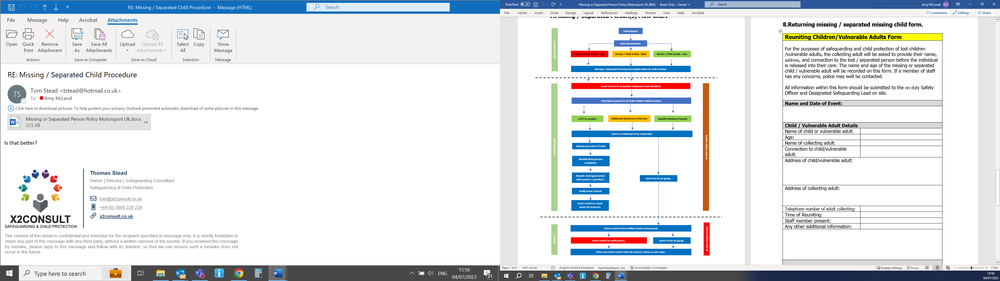 RE: Missing / Separated Child Procedure - Message (HTML)
Search
File Message Help Acrobat Attachments
Open
Quick Print
Remove Attachment
Actions
Save As
Save All Attachments
Save to Computer
Upload
Upload All Attachments
Save to Cloud
Select All
Copy
Selection
Show Message
Message
RE: Missing / Separated Child Procedure
TS
Tom Stead <tstead@hotmail.co.uk>
To Amy McLeod
Click here to download pictures. To help protect your privacy, Outlook prevented automatic download of some pictures in this message.
Missing or Separated Person Policy Motorsport UK.docx
225 KB
Is that better?
X2CONSULT
SAFEGUARDING & CHILD PROTECTION
Thomas Stead
Owner | Director | Safeguarding Consultant
Safeguarding & Child Protection
tom@x2consult.co.uk
+44 (0) 7809 228 238
x2consult.co.uk
The content of this email is confidential and intended for the recipient specified in message only. It is strictly forbidden to
share any part of this message with any third party, without a written consent of the sender. If you received this message
by mistake, please reply to this message and follow with its deletion, so that we can ensure such a mistake does not
occur in the future.
Type here to search
ENG
15:56
04/07/2023
21
AutoSave Off
Missing or Separated Person Policy Motorsport UK (003) - Read-Only • Saved
Search
Amy McLeod AM
File Home Insert Draw Design Layout References Mailings Review View Help Acrobat
Comments Editing Share
INITIAL REPORT
Initial Report
Risk Identification
Person / Child at Risk - High
Person / Child at Risk - Med
Person / Child at Risk - Low
Missing / Separated Person(s) description taken by staff member
FIRST RESPONSE
20 MIN TIMER STARTS
Event Control & Designated Safeguard Lead Identified.
Description passed to all radio holders within location
CCTV to conduct
Additional Resources in the area
Identify timeline of events
Search is continued to be conducted.
Missing person(s) is found
Identification process
completed.
Reunite missing person(s)
with parents / guardians.
Search to be on-going.
Notify Event Control
Event Control to stand
down all resources.
REVIEW
20 MIN TIMER PASSED
Event control to be notified 20mins have passed
Event control to notify police.
Search to be on-going.
Police and Event Control take full control / liaise on next steps.
8.Returning missing / separated missing child form.
Reuniting Children/Vulnerable Adults Form
For the purposes of safeguarding and child protection of lost children
/vulnerable adults, the collecting adult will be asked to provide their name,
address, and connection to the lost / separated person before the individual
is released into their care. The name and age of the missing or separated
child / vulnerable adult will be recorded on this form. If a member of staff
has any concerns, police may well be contacted.
All information within this form should be submitted to the on-duty Safety
Officer and Designated Safeguarding Lead on site.
Name and Date of Event:
Child / Vulnerable Adult Details
Name of child or vulnerable adult:
Age:
Name of collecting adult:
Connection to child/vulnerable
adult:
Address of child/vulnerable adult:
Address of collecting adult:
Telephone number of adult collecting:
Time of Reuniting:
Staff member present:
Any other additional information:
Page 7 of 9 1947 words English (United Kingdom) Text Predictions: On Accessibility: Investigate
Display Settings Focus 110%
15:56
04/07/2023